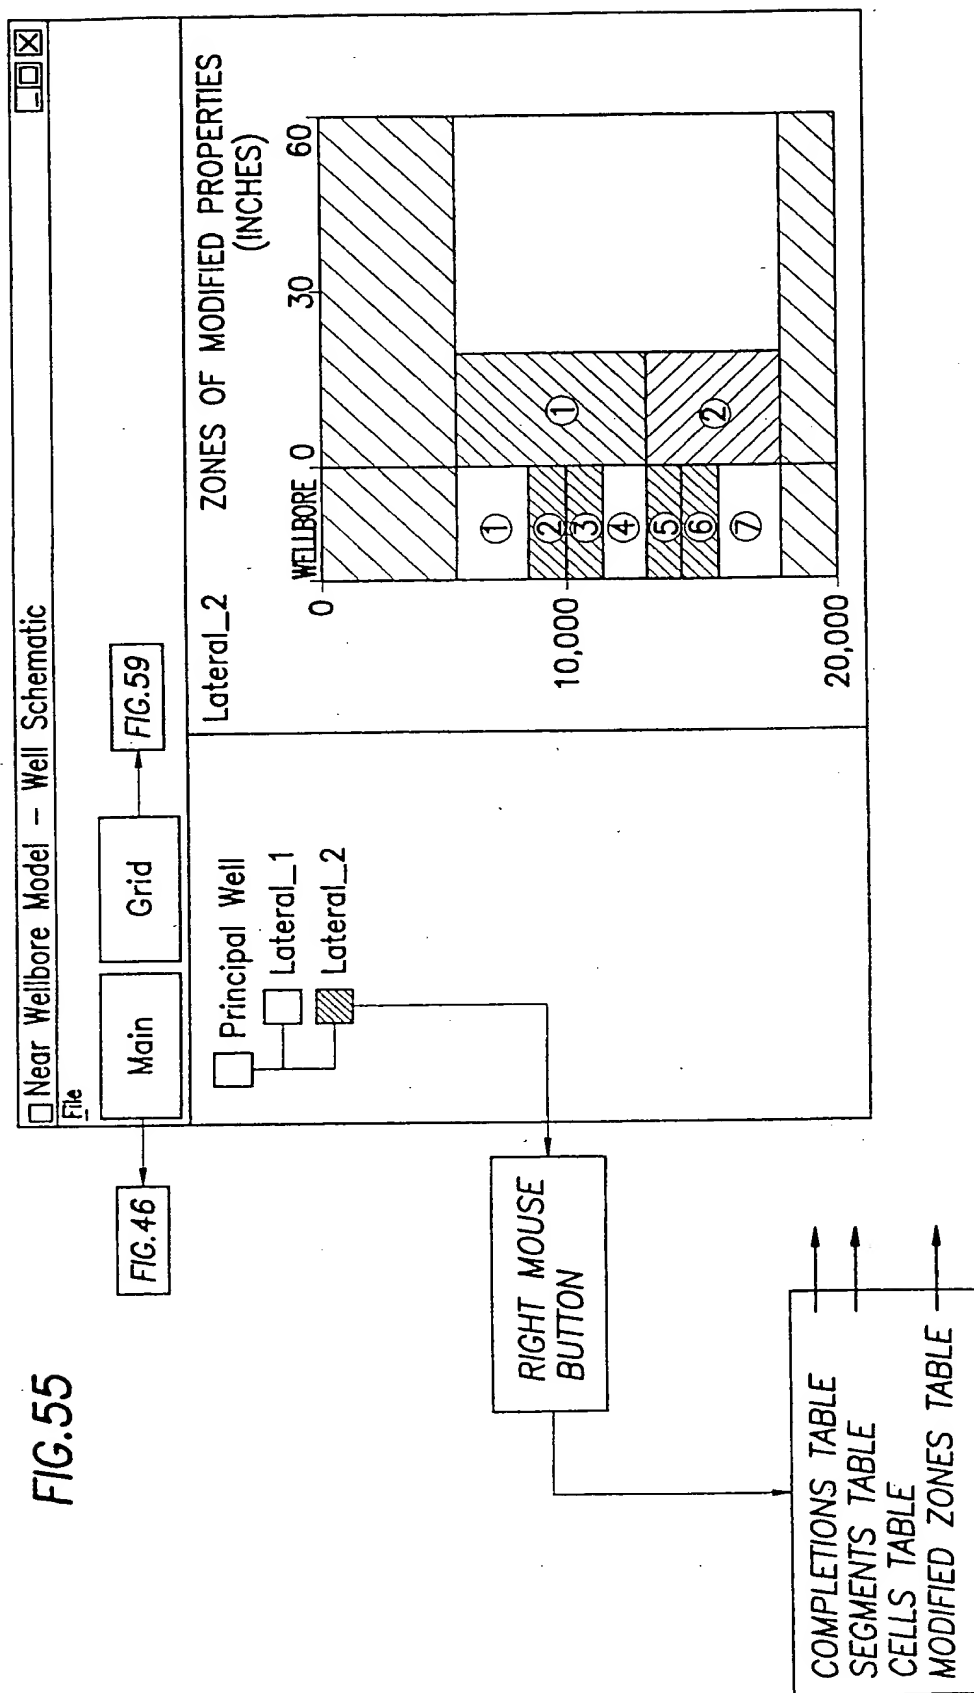 FIG.55
Near Wellbore Model – Well Schematic
File
Main
Grid
FIG.46
FIG.59
Principal Well
Lateral_1
Lateral_2
RIGHT MOUSE
BUTTON
COMPLETIONS TABLE
SEGMENTS TABLE
CELLS TABLE
MODIFIED ZONES TABLE
Lateral_2
ZONES OF MODIFIED PROPERTIES
(INCHES)
WELLBORE 0 30 60
0
10,000
20,000
1
2
3
4
5
6
7
1
2